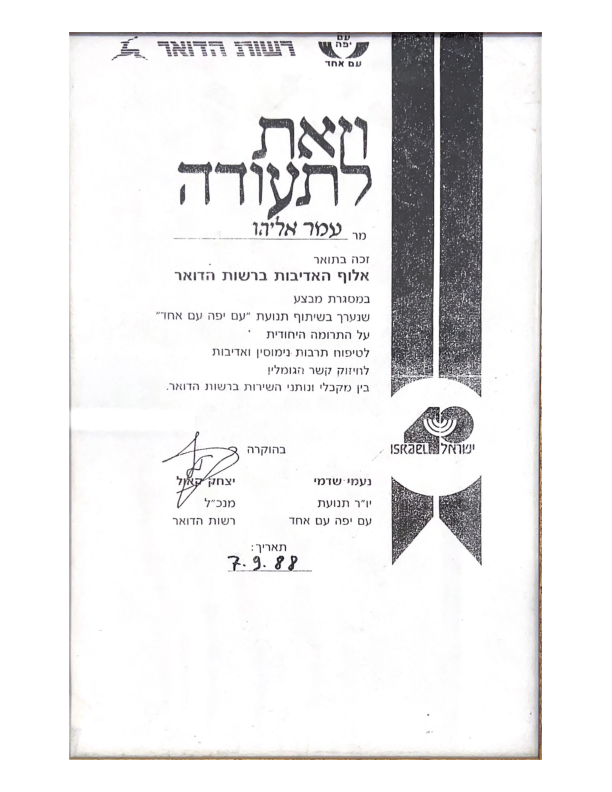 רשות הדואר
עם
יפה
עם אחד
וזאת
לתעודה
מר עמר אליהו
זכה בתואר
אלוף האדיבות ברשות הדואר
במסגרת מבצע
שנערך בשיתוף תנועת "עם יפה עם אחד"
על התרומה היחודית
לטיפוח תרבות נימוסין ואדיבות
לחיזוק קשר הגומלין
בין מקבלי ונותני השירות ברשות הדואר.
40
ISRAEL ישראל
בהוקרה
נעמי שדמי
יו"ר תנועת
עם יפה עם אחד
יצחק קאול
מנכ"ל
רשות הדואר
תאריך:
7.9.88